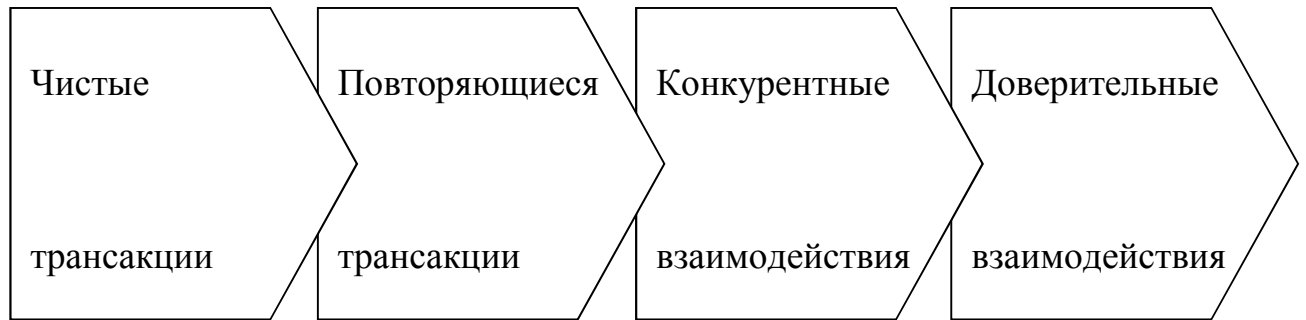 Чистые
трансакции
Повторяющиеся
трансакции
Конкурентные
взаимодействия
Доверительные
взаимодействия